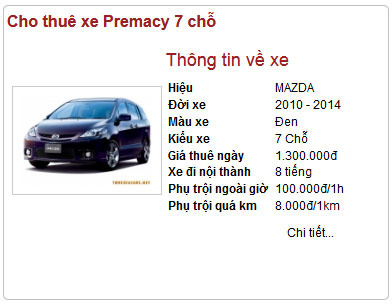 Cho thuê xe Premacy 7 chỗ
Thông tin về xe
Hiệu MAZDA
Đời xe 2010 - 2014
Màu xe Đen
Kiểu xe 7 Chỗ
Giá thuê ngày 1.300.000đ
Xe đi nội thành 8 tiếng
Phụ trội ngoài giờ 100.000đ/1h
Phụ trội quá km 8.000đ/1km
Chi tiết...